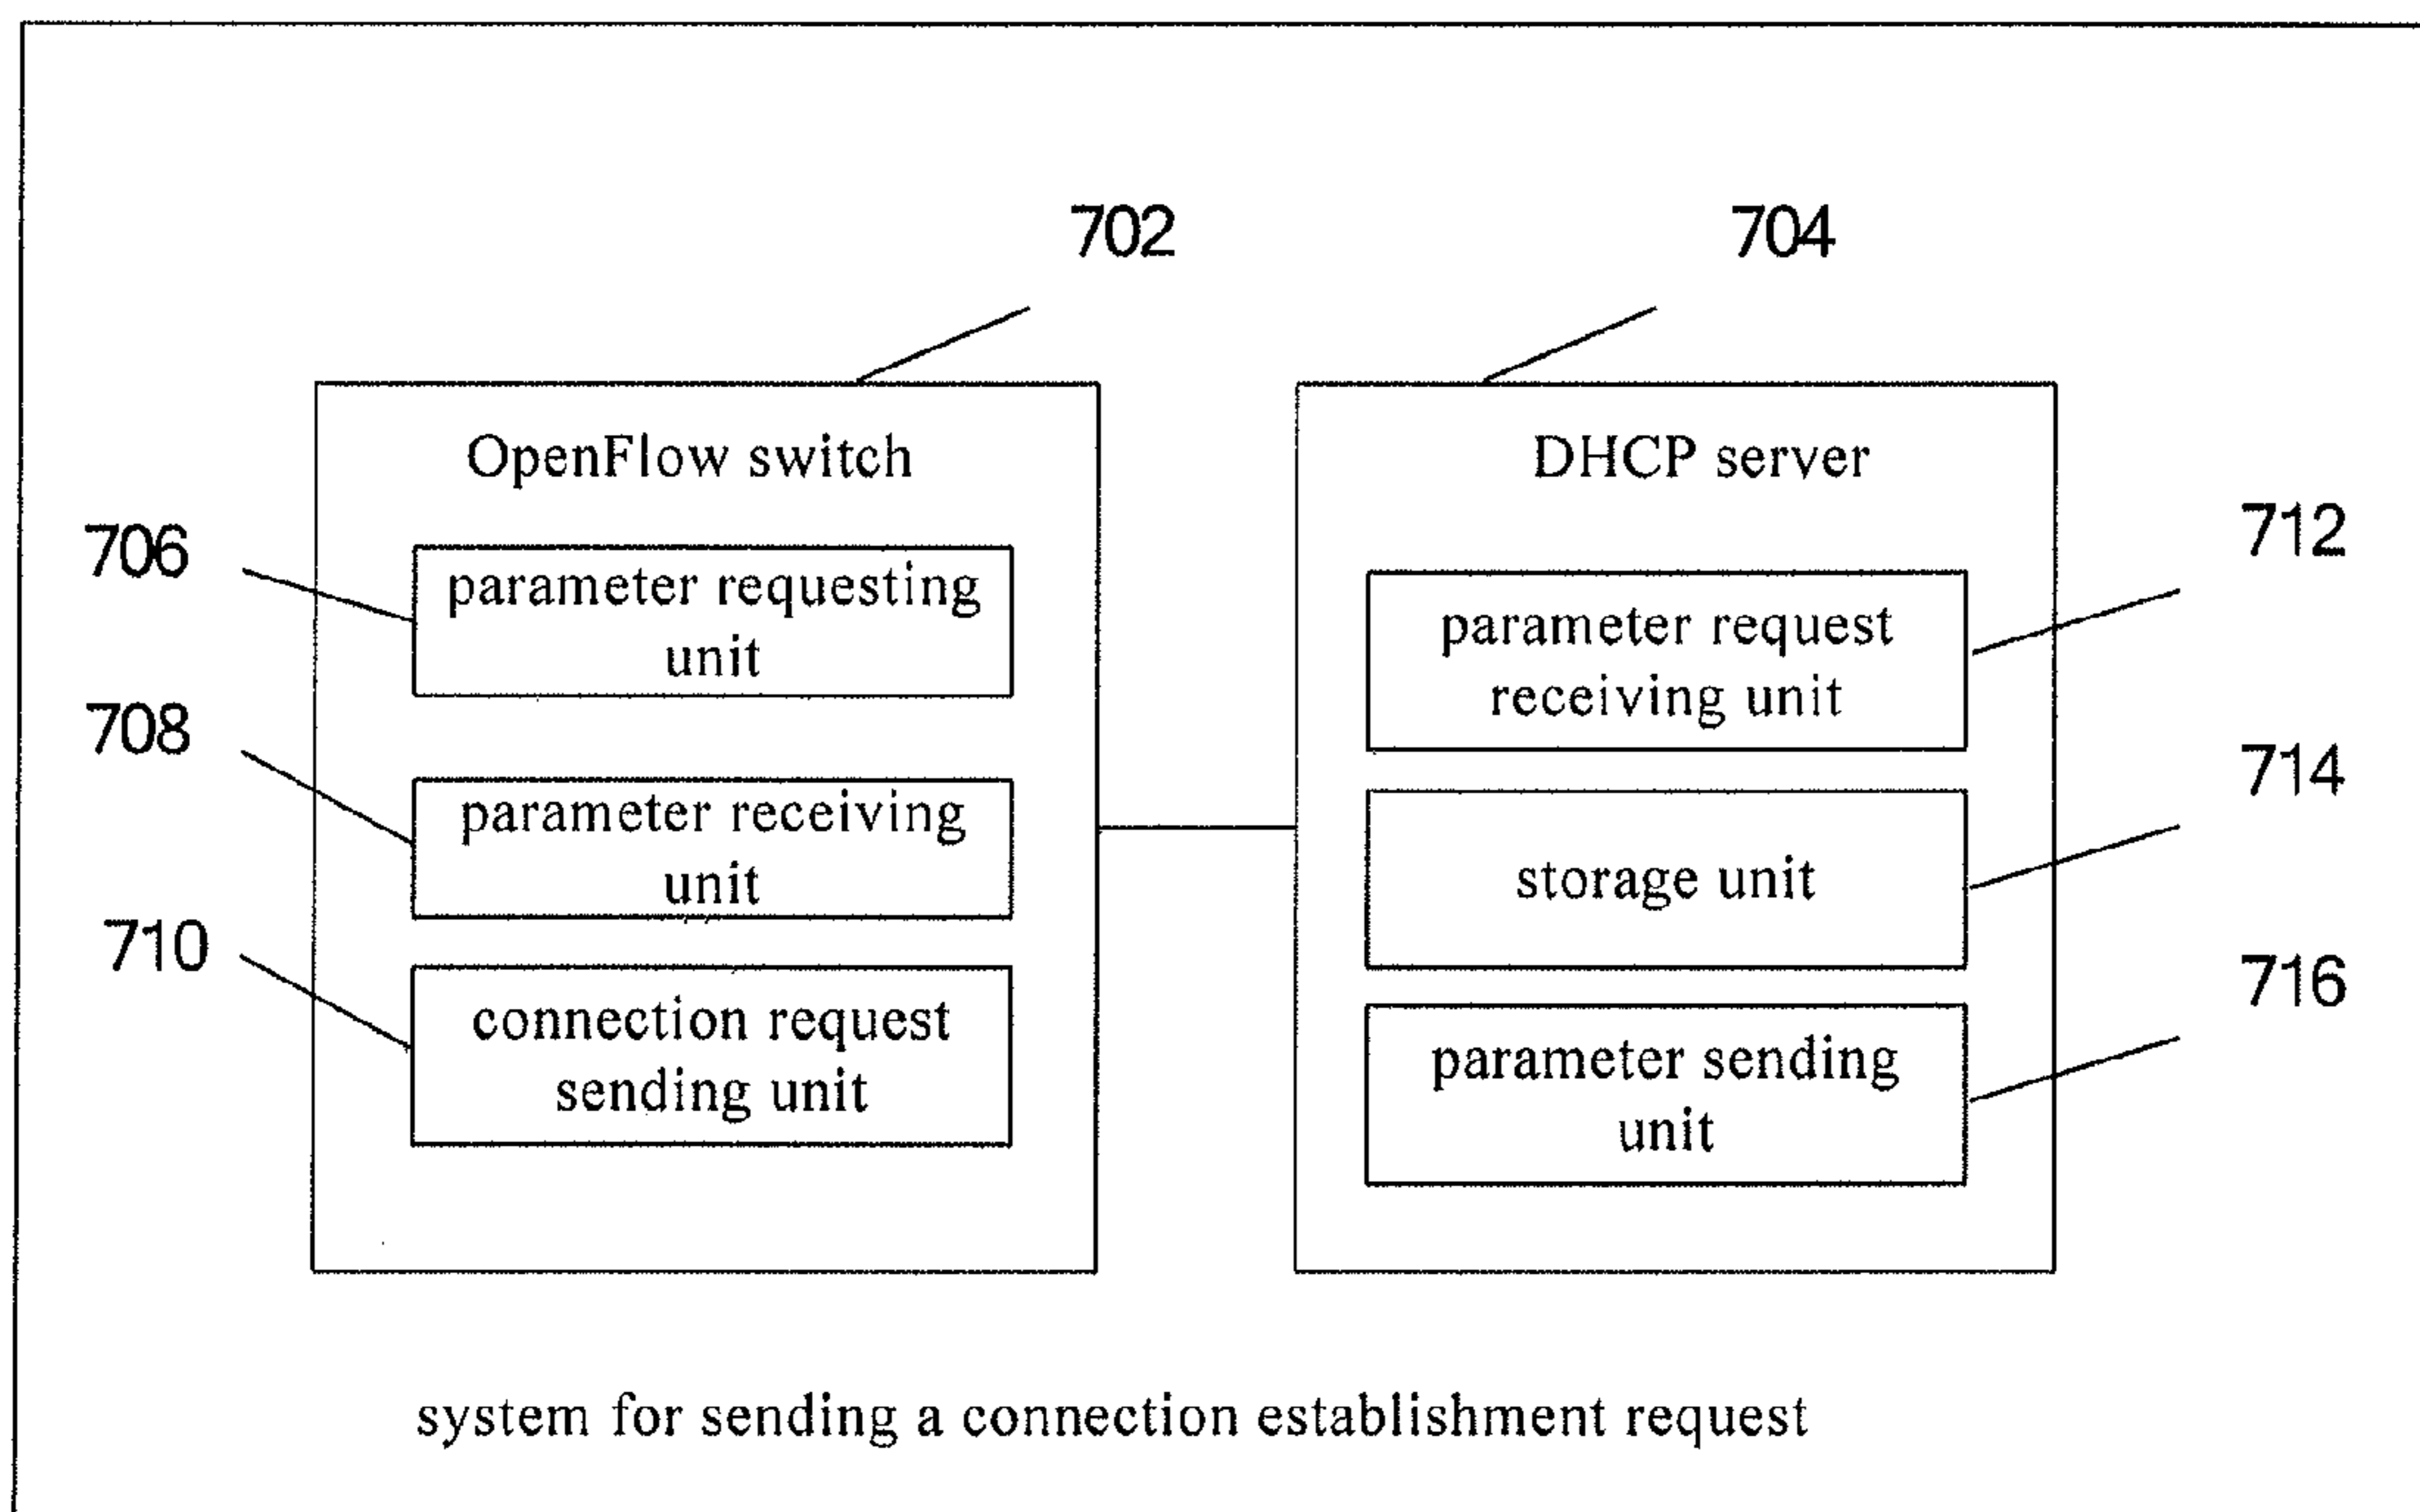 702
704
OpenFlow switch
DHCP server
706
parameter requesting
unit
708
parameter receiving
unit
710
connection request
sending unit
712
parameter request
receiving unit
714
storage unit
716
parameter sending
unit
system for sending a connection establishment request